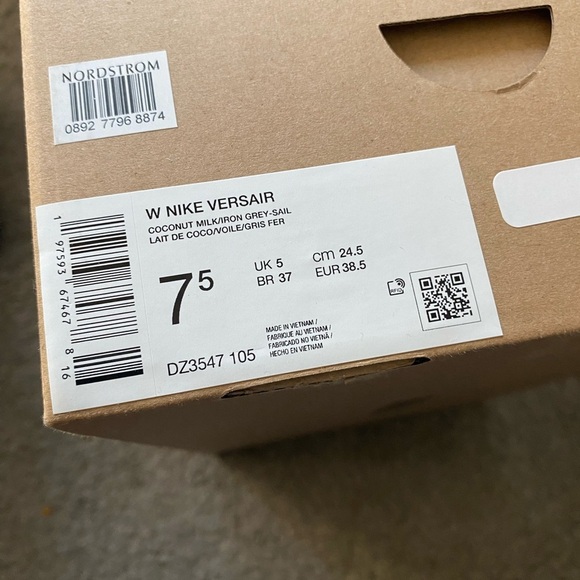 NORDSTROM
0892 7796 8874
W NIKE VERSAIR
COCONUT MILK/IRON GREY-SAIL
LAIT DE COCO/VOILE/GRIS FER
7⁵
UK 5
cm 24.5
BR 37
EUR 38.5
RFID
MADE IN VIETNAM /
FABRIQUE AU VIETNAM /
FABRICADO NO VIETNÃ /
HECHO EN VIETNAM
DZ3547 105
1 97593 67467 8 16